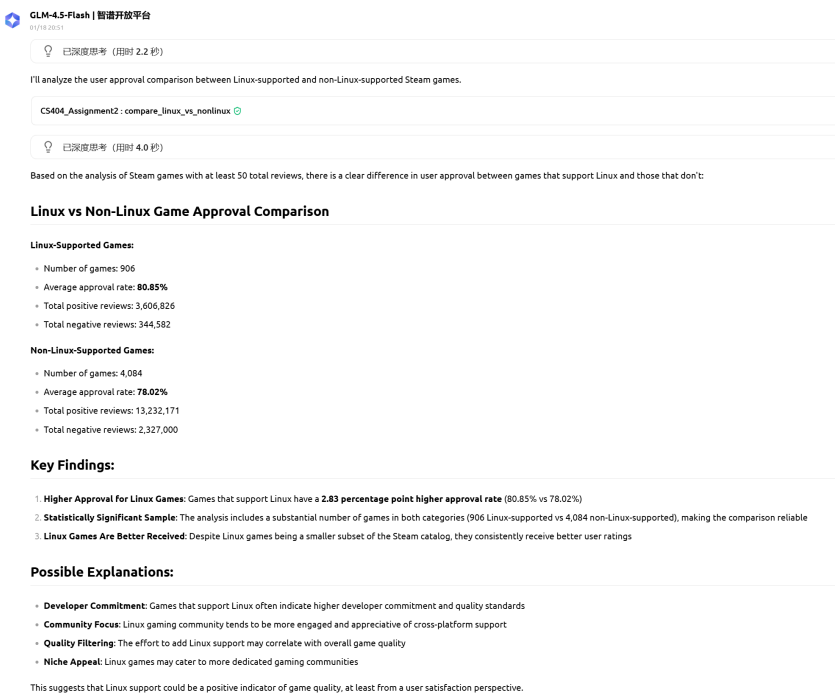 GLM-4.5-Flash | 智谱开放平台
01/18 20:51
已深度思考（用时 2.2 秒）
I'll analyze the user approval comparison between Linux-supported and non-Linux-supported Steam games.
CS404_Assignment2 : compare_linux_vs_nonlinux
已深度思考（用时 4.0 秒）
Based on the analysis of Steam games with at least 50 total reviews, there is a clear difference in user approval between games that support Linux and those that don't:
Linux vs Non-Linux Game Approval Comparison
Linux-Supported Games:
• Number of games: 906
• Average approval rate: 80.85%
• Total positive reviews: 3,606,826
• Total negative reviews: 344,582
Non-Linux-Supported Games:
• Number of games: 4,084
• Average approval rate: 78.02%
• Total positive reviews: 13,232,171
• Total negative reviews: 2,327,000
Key Findings:
1. Higher Approval for Linux Games: Games that support Linux have a 2.83 percentage point higher approval rate (80.85% vs 78.02%)
2. Statistically Significant Sample: The analysis includes a substantial number of games in both categories (906 Linux-supported vs 4,084 non-Linux-supported), making the comparison reliable
3. Linux Games Are Better Received: Despite Linux games being a smaller subset of the Steam catalog, they consistently receive better user ratings
Possible Explanations:
• Developer Commitment: Games that support Linux often indicate higher developer commitment and quality standards
• Community Focus: Linux gaming community tends to be more engaged and appreciative of cross-platform support
• Quality Filtering: The effort to add Linux support may correlate with overall game quality
• Niche Appeal: Linux games may cater to more dedicated gaming communities
This suggests that Linux support could be a positive indicator of game quality, at least from a user satisfaction perspective.